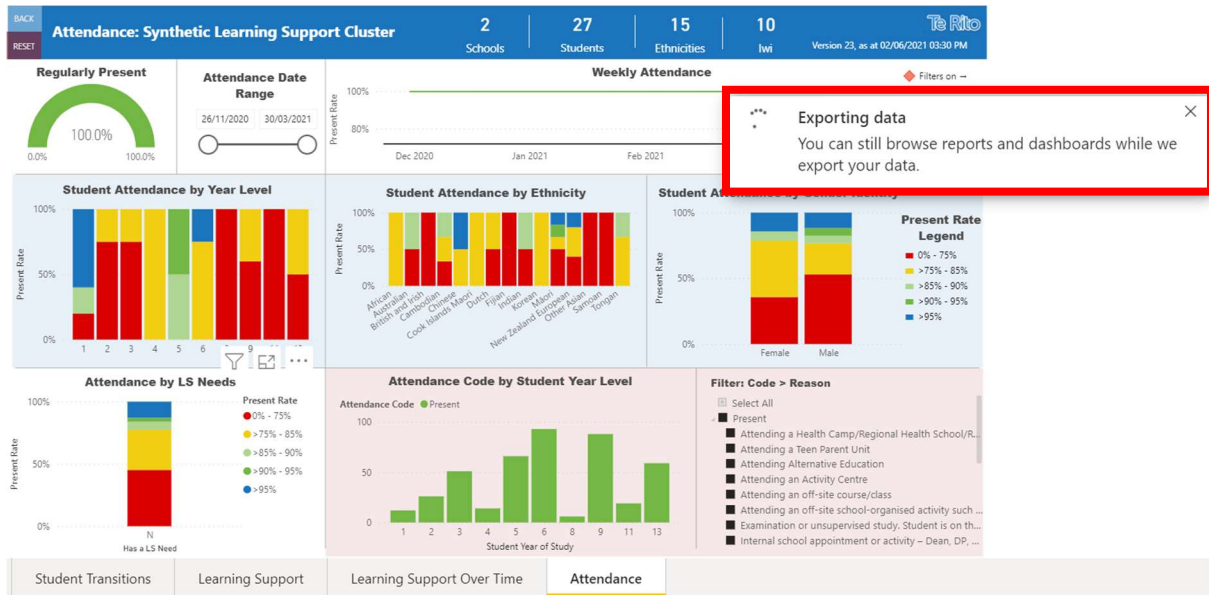 BACK
RESET
Attendance: Synthetic Learning Support Cluster
2
Schools
27
Students
15
Ethnicities
10
Iwi
Te Rito
Version 23, as at 02/06/2021 03:30 PM
Regularly Present
100.0%
0.0%
100.0%
Attendance Date
Range
26/11/2020
30/03/2021
Weekly Attendance
Filters on →
Present Rate
100%
80%
Dec 2020
Jan 2021
Feb 2021
Exporting data
You can still browse reports and dashboards while we
export your data.
Student Attendance by Year Level
Present Rate
100%
50%
0%
1 2 3 4 5 6 9
Student Attendance by Ethnicity
Present Rate
100%
50%
0%
African
Australian
British and Irish
Cambodian
Chinese
Cook Islands Maori
Dutch
Fijian
Indian
Korean
Māori
New Zealand European
Other Asian
Samoan
Tongan
Student Attendance by Gender Identity
Present Rate
100%
50%
0%
Female
Male
Present Rate
Legend
0% - 75%
>75% - 85%
>85% - 90%
>90% - 95%
>95%
Attendance by LS Needs
Present Rate
100%
50%
0%
N
Has a LS Need
Present Rate
0% - 75%
>75% - 85%
>85% - 90%
>90% - 95%
>95%
Attendance Code by Student Year Level
Attendance Code Present
100
50
0
1 2 3 4 5 6 8 9 11 13
Student Year of Study
Filter: Code > Reason
Select All
Present
Attending a Health Camp/Regional Health School/R...
Attending a Teen Parent Unit
Attending Alternative Education
Attending an Activity Centre
Attending an off-site course/class
Attending an off-site school-organised activity such ...
Examination or unsupervised study. Student is on th...
Internal school appointment or activity – Dean, DP, ...
Student Transitions
Learning Support
Learning Support Over Time
Attendance